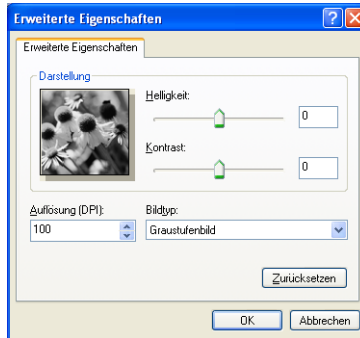 Erweiterte Eigenschaften
Erweiterte Eigenschaften
Darstellung
Helligkeit:
0
Kontrast:
0
Auflösung (DPI):
Bildtyp:
100
Graustufenbild
Zurücksetzen
OK
Abbrechen